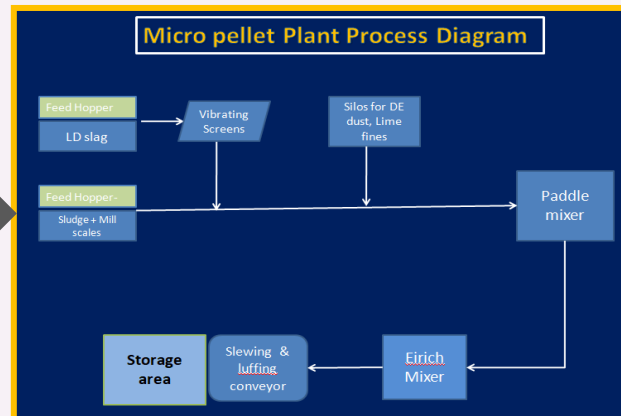 Micro pellet Plant Process Diagram
Feed Hopper
LD slag
Vibrating
Screens
Silos for DE
dust, Lime
fines
Feed Hopper-
Sludge + Mill
scales
Paddle
mixer
Storage
area
Slewing &
luffing
conveyor
Eirich
Mixer